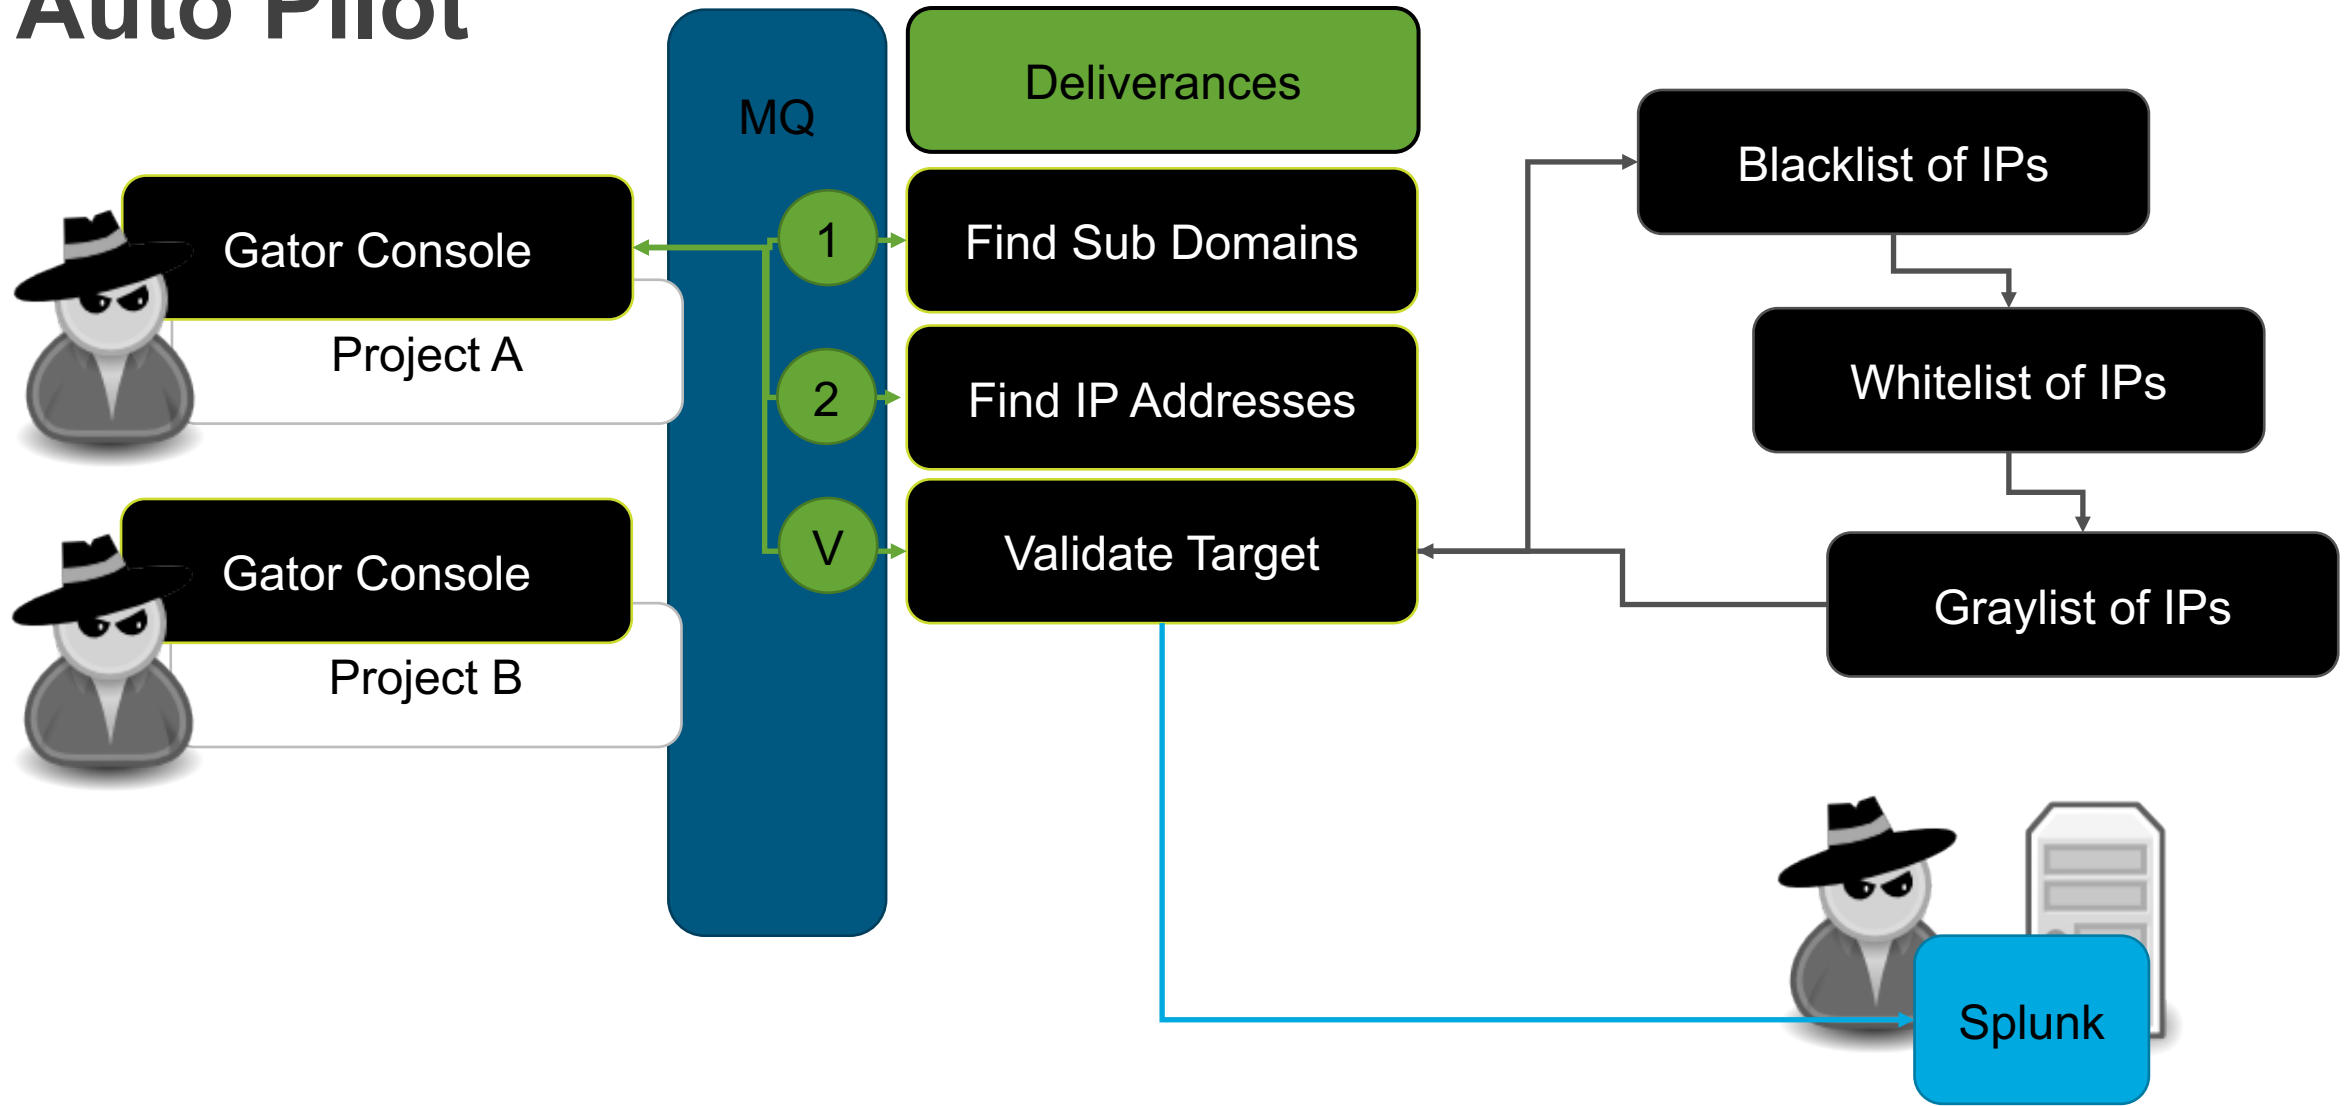 Auto Pilot
MQ
Deliverances
Gator Console
Project A
1
Find Sub Domains
2
Find IP Addresses
V
Validate Target
Gator Console
Project B
Blacklist of IPs
Whitelist of IPs
Graylist of IPs
Splunk